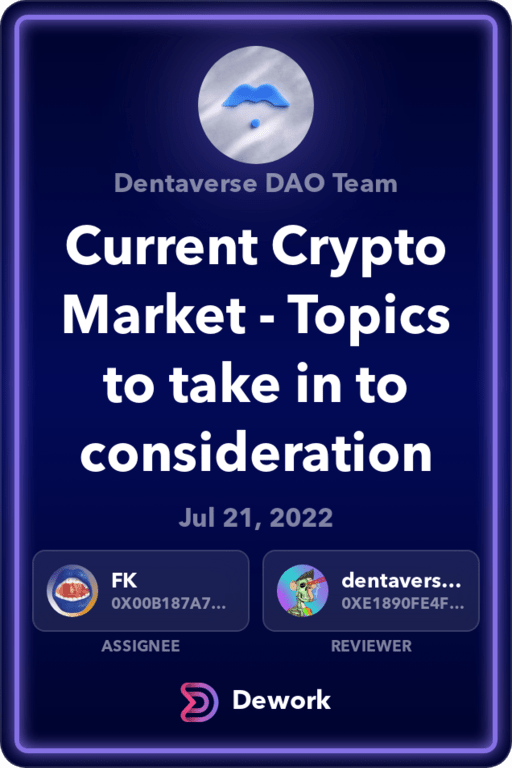 Dentaverse DAO Team
Current Crypto
Market - Topics
to take in to
consideration
Jul 21, 2022
FK
0X00B187A7...
ASSIGNEE
dentavers...
0XE1890FE4F...
REVIEWER
Dework